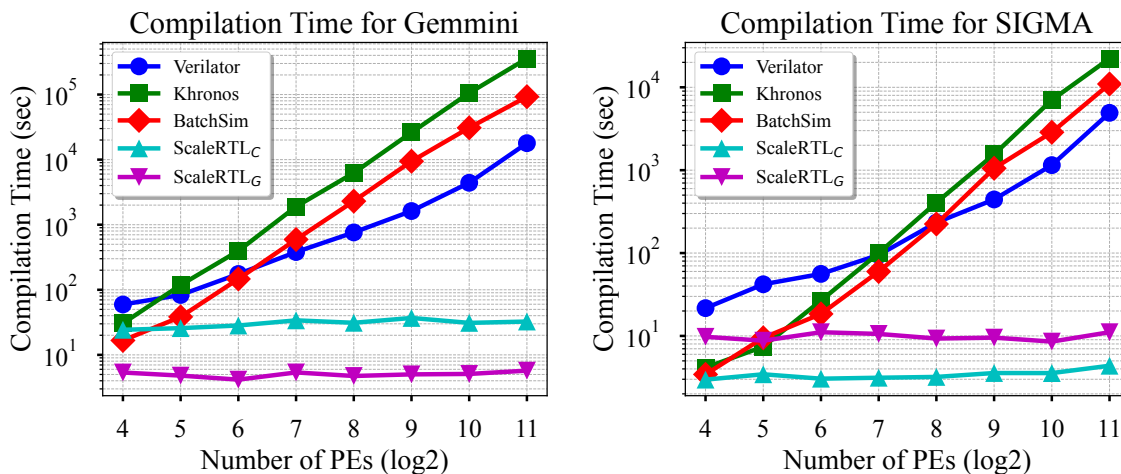 Compilation Time for Gemmini
Compilation Time (sec)
10^5
10^4
10^3
10^2
10^1
Verilator
Khronos
BatchSim
ScaleRTL_C
ScaleRTL_G
4 5 6 7 8 9 10 11
Number of PEs (log2)
Compilation Time for SIGMA
Compilation Time (sec)
10^4
10^3
10^2
10^1
Verilator
Khronos
BatchSim
ScaleRTL_C
ScaleRTL_G
4 5 6 7 8 9 10 11
Number of PEs (log2)